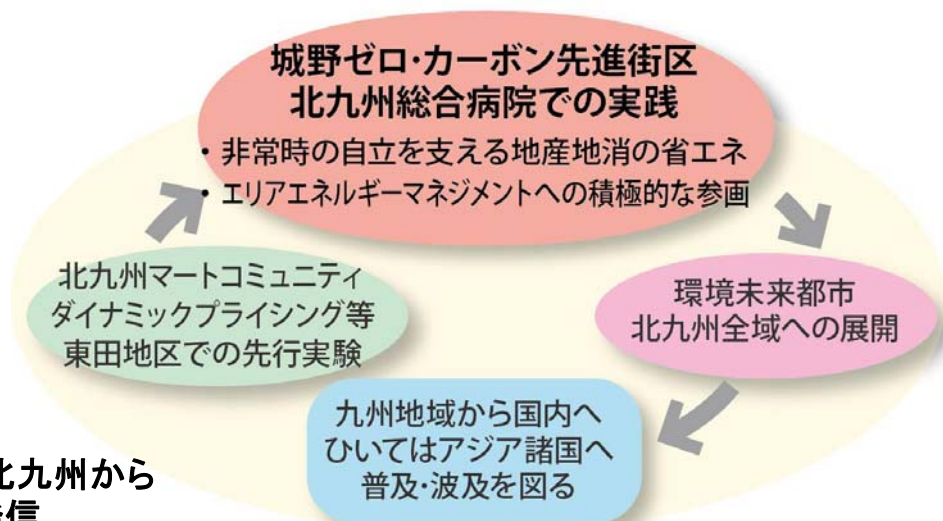 城野ゼロ・カーボン先進街区
北九州総合病院での実践
・非常時の自立を支える地産地消の省エネ
・エリアエネルギーマネジメントへの積極的な参画
北九州マートコミュニティ
ダイナミックプライシング等
東田地区での先行実験
環境未来都市
北九州全域への展開
九州地域から国内へ
ひいてはアジア諸国へ
普及・波及を図る
北九州から
発信